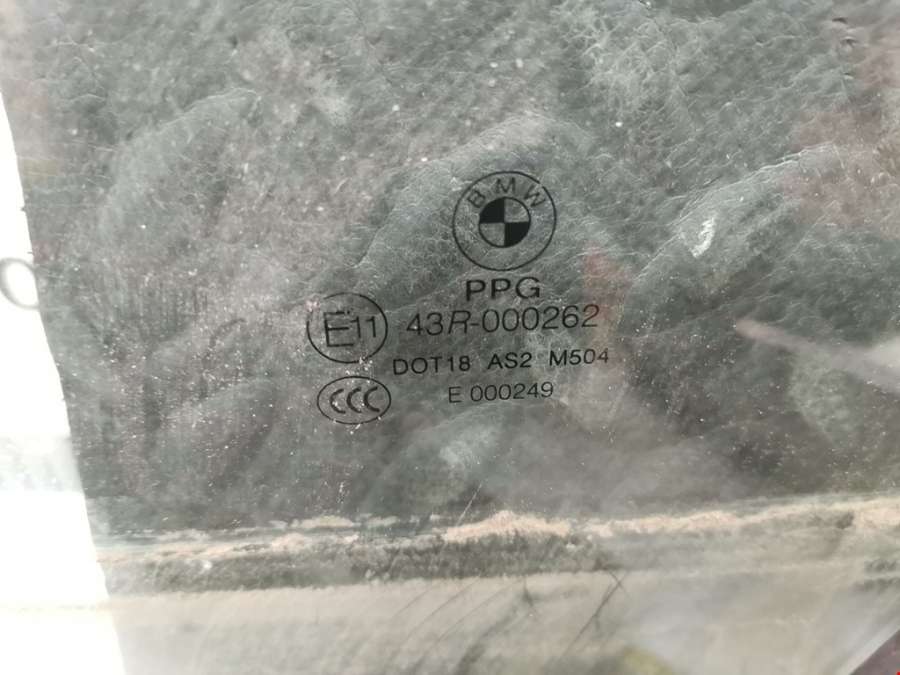 BMW
PPG
E11 43R-000262
DOT18 AS2 M504
CCC E 000249